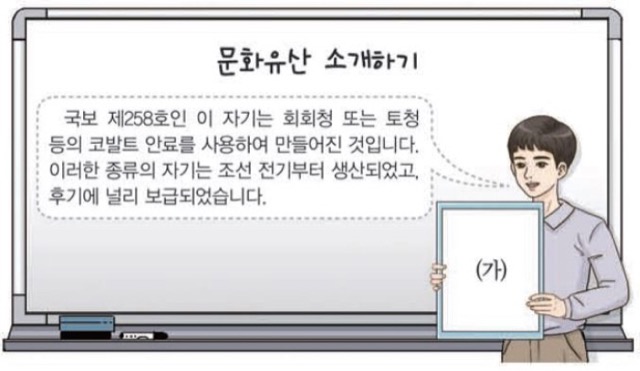 문화유산 소개하기
국보 제258호인 이 자기는 회회청 또는 토청
등의 코발트 안료를 사용하여 만들어진 것입니다.
이러한 종류의 자기는 조선 전기부터 생산되었고,
후기에 널리 보급되었습니다.
(가)